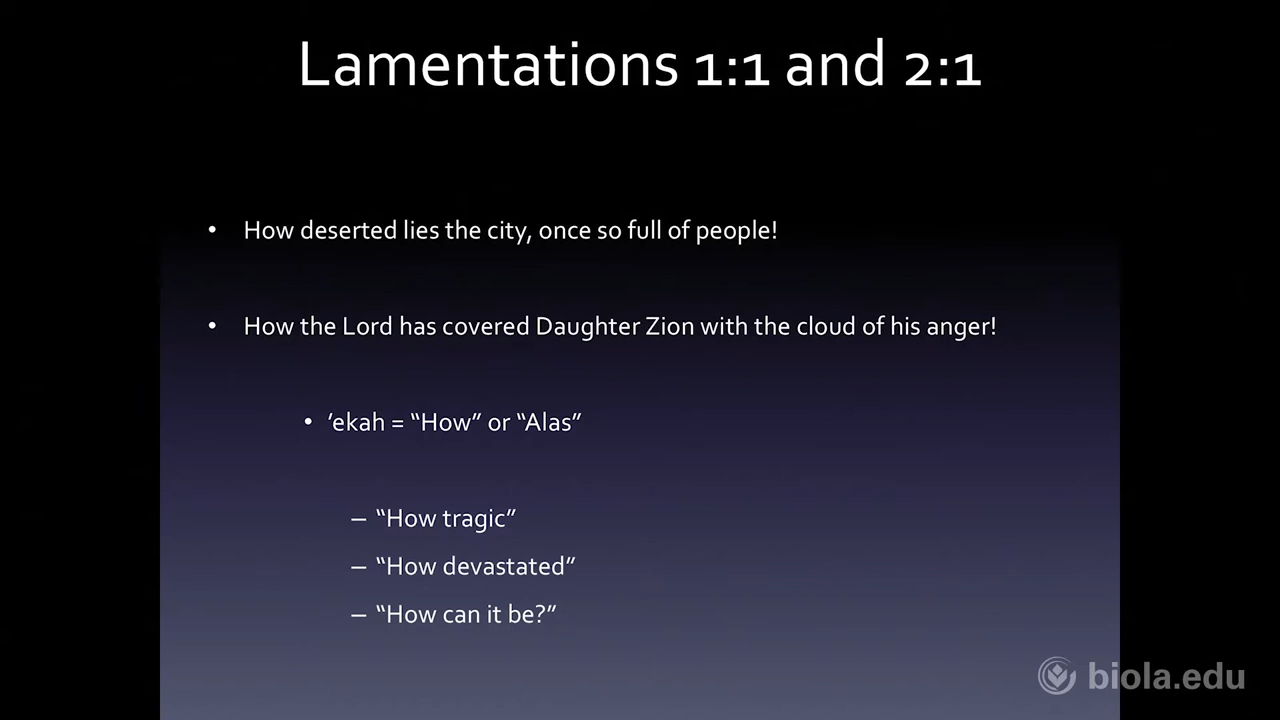 Lamentations 1:1 and 2:1
• How deserted lies the city, once so full of people!
• How the Lord has covered Daughter Zion with the cloud of his anger!
• ’ekah = “How” or “Alas”
– “How tragic”
– “How devastated”
– “How can it be?”
biola.edu